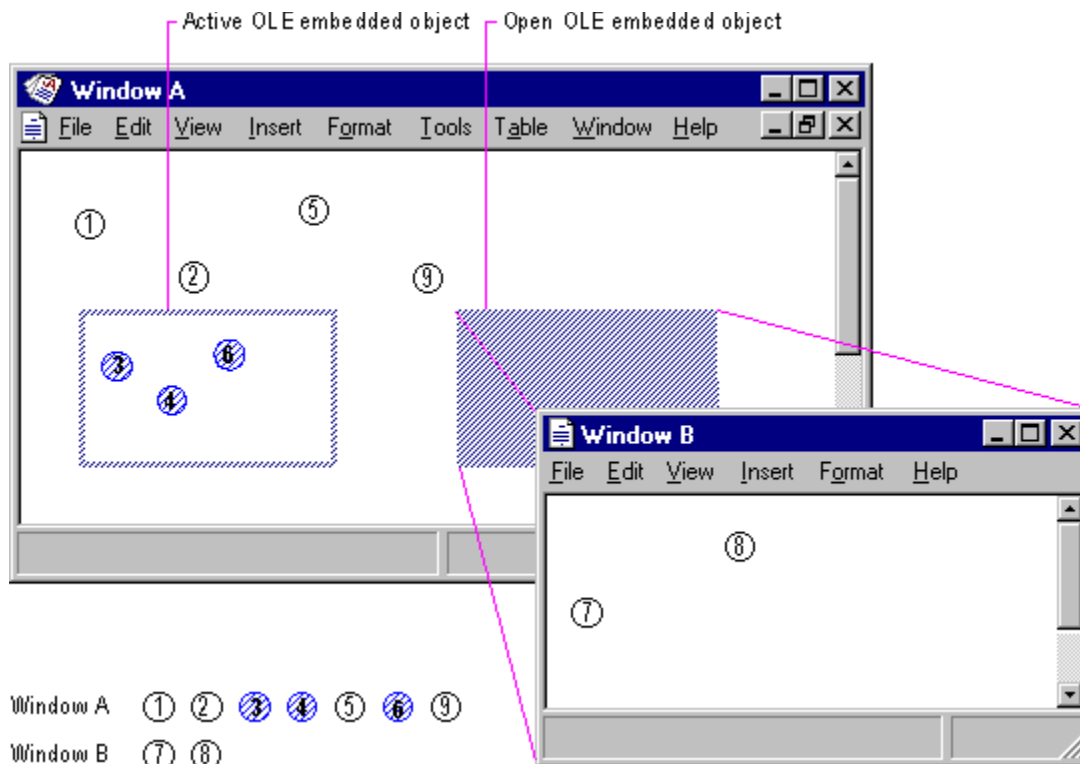 Active OLE embedded object
Open OLE embedded object
Window A
File Edit View Insert Format Tools Table Window Help
1
5
2
9
3
6
4
Window B
File Edit View Insert Format Help
8
7
Window A 1 2 3 4 5 6 9
Window B 7 8